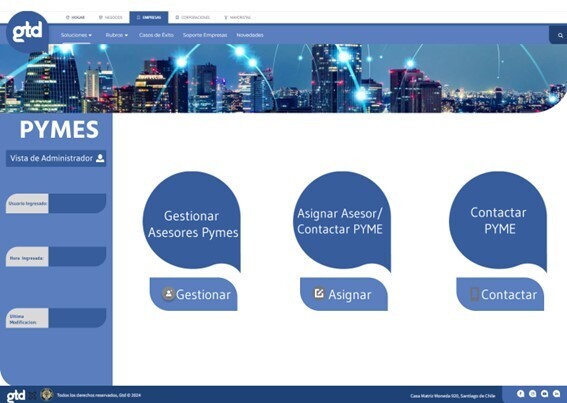 HOGAR NEGOCIOS EMPRESAS CORPORACIONES MAYORISTAS
gtd
Soluciones Rubros Casos de Éxito Soporte Empresas Novedades
PYMES
Vista de Administrador
Usuario Ingresado:
Hora Ingresado:
Ultima
Modificacion:
Gestionar
Asesores Pymes
Gestionar
Asignar Asesor/
Contactar PYME
Asignar
Contactar
PYME
Contactar
gtd
Todos los derechos reservados, Gtd © 2024
Casa Matriz Moneda 920, Santiago de Chile